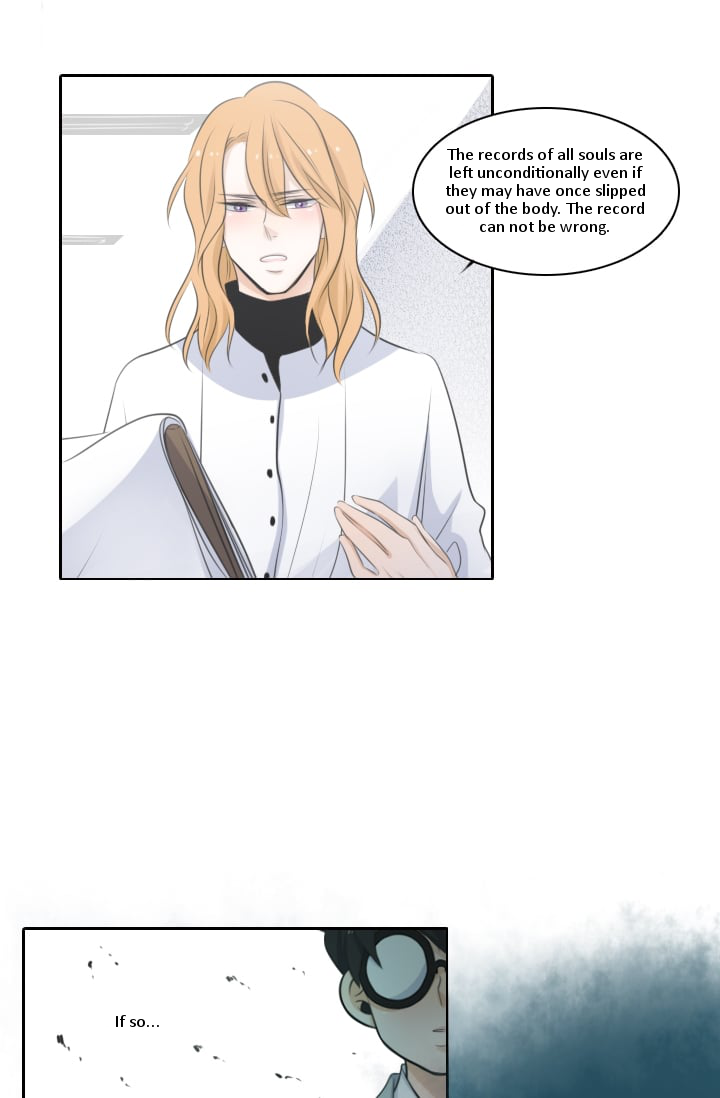 The records of all souls are
left unconditionally even if
they may have once slipped
out of the body. The record
can not be wrong.
If so...